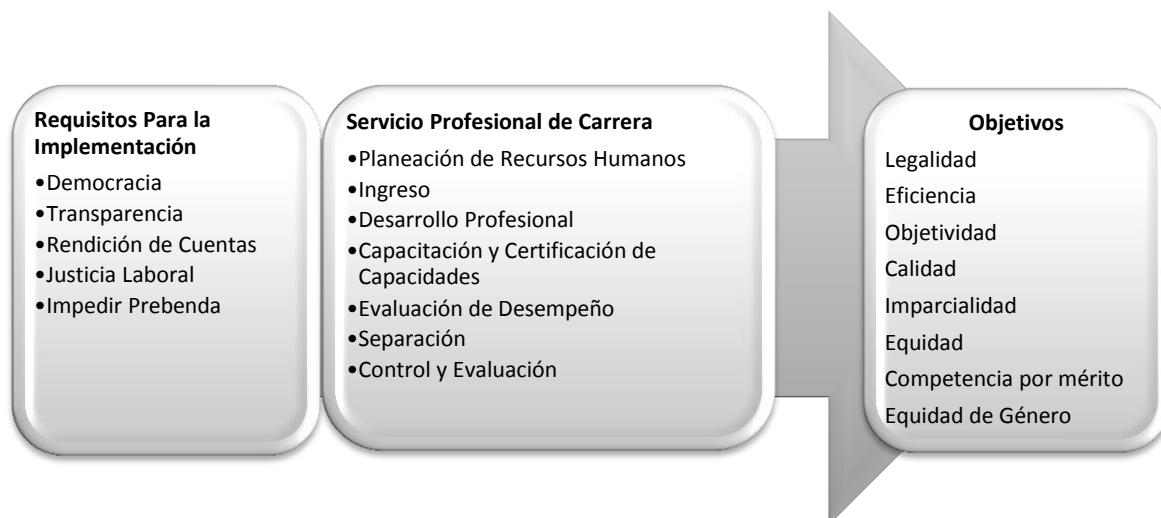 Requisitos Para la
Implementación
•Democracia
•Transparencia
•Rendición de Cuentas
•Justicia Laboral
•Impedir Prebenda
Servicio Profesional de Carrera
•Planeación de Recursos Humanos
•Ingreso
•Desarrollo Profesional
•Capacitación y Certificación de
Capacidades
•Evaluación de Desempeño
•Separación
•Control y Evaluación
Objetivos
Legalidad
Eficiencia
Objetividad
Calidad
Imparcialidad
Equidad
Competencia por mérito
Equidad de Género